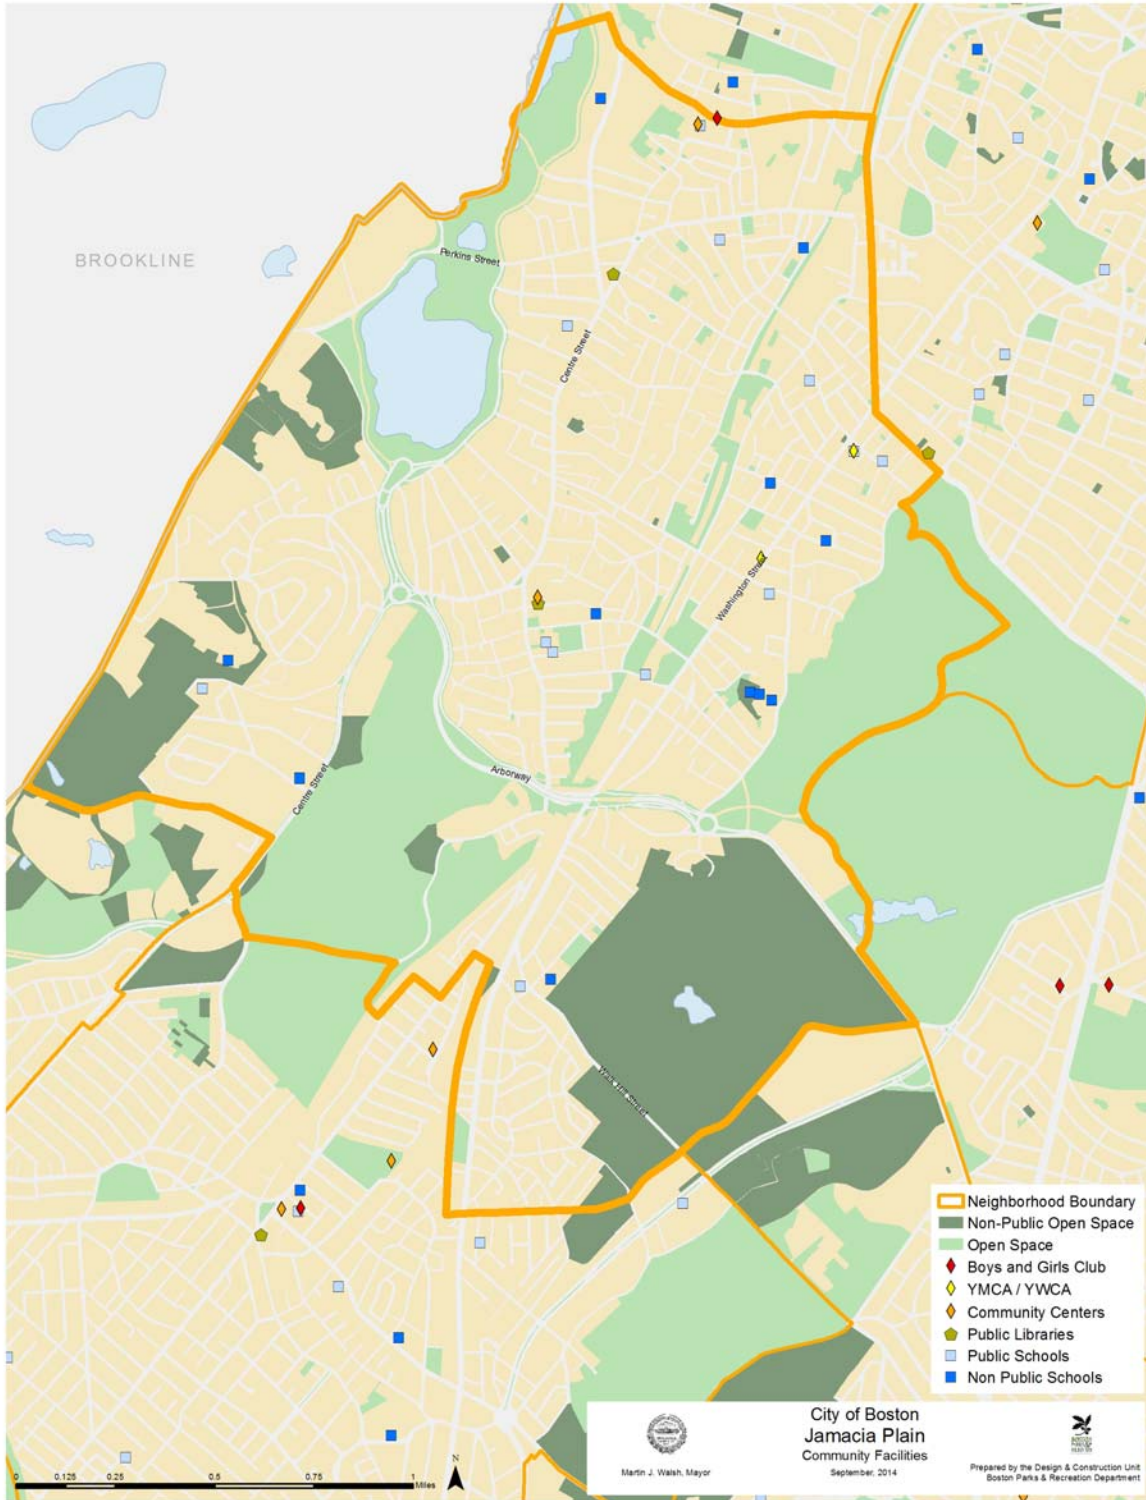 BROOKLINE
Perkins Street
Centre Street
Washington Street
Arborway
Centre Street
Walk Hill Street
Neighborhood Boundary
Non-Public Open Space
Open Space
Boys and Girls Club
YMCA / YWCA
Community Centers
Public Libraries
Public Schools
Non Public Schools
City of Boston
Jamacia Plain
Community Facilities
September, 2014
Martin J. Walsh, Mayor
Prepared by the Design & Construction Unit
Boston Parks & Recreation Department
N
0 0.125 0.25 0.5 0.75 1
Miles